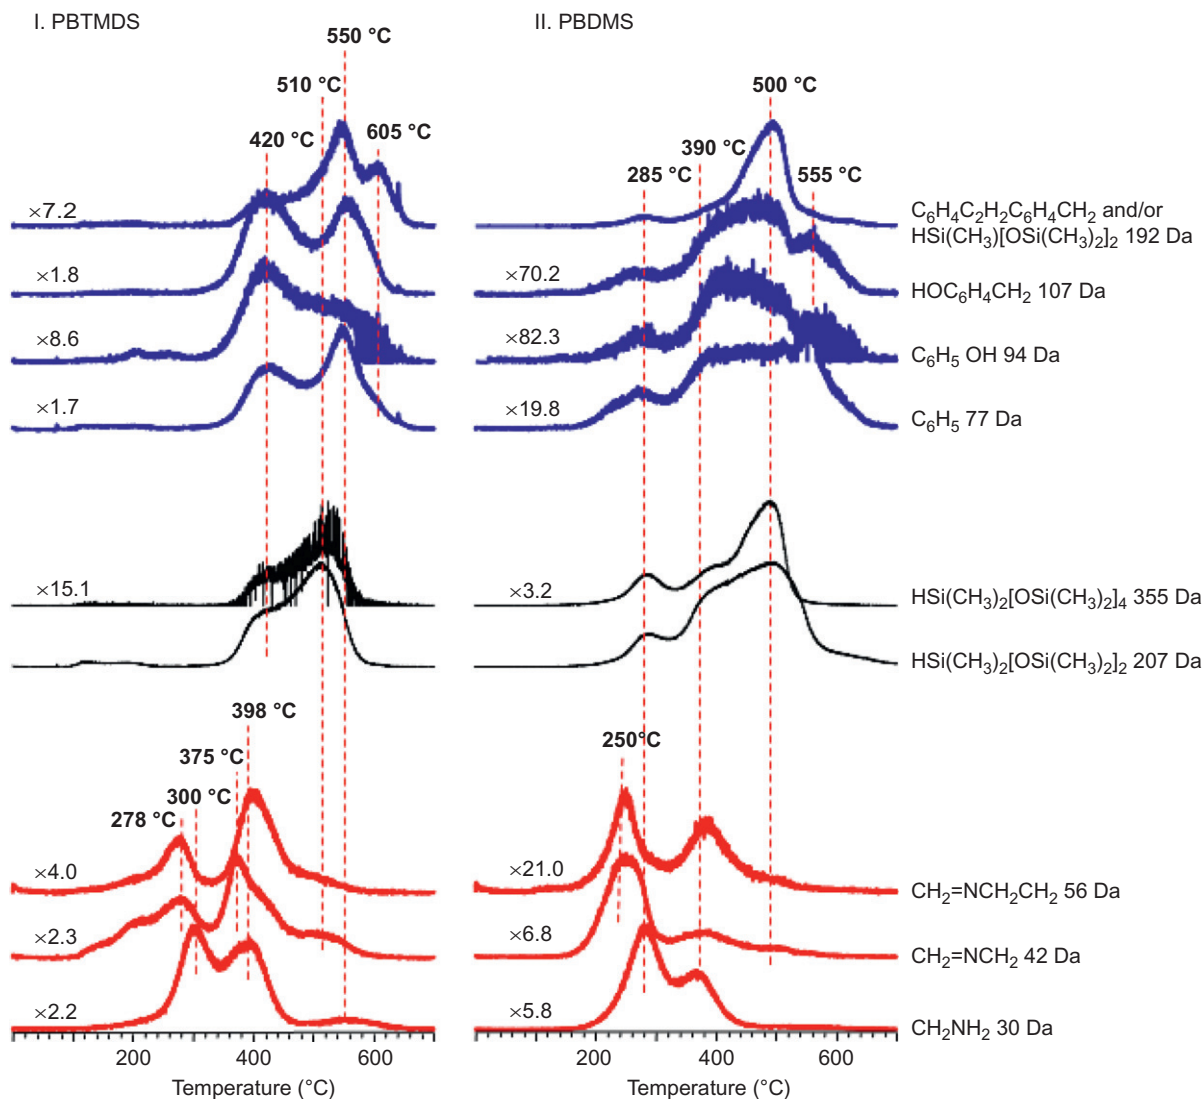 I. PBTMDS
II. PBDMS
550 °C
510 °C
420 °C
605 °C
500 °C
390 °C
285 °C
555 °C
×7.2
C₆H₄C₂H₂C₆H₄CH₂ and/or
HSi(CH₃)[OSi(CH₃)₂]₂ 192 Da
×1.8
×70.2
HOC₆H₄CH₂ 107 Da
×8.6
×82.3
C₆H₅ OH 94 Da
×1.7
×19.8
C₆H₅ 77 Da
×15.1
×3.2
HSi(CH₃)₂[OSi(CH₃)₂]₄ 355 Da
HSi(CH₃)₂[OSi(CH₃)₂]₂ 207 Da
398 °C
375 °C
300 °C
278 °C
250°C
×4.0
×21.0
CH₂=NCH₂CH₂ 56 Da
×2.3
×6.8
CH₂=NCH₂ 42 Da
×2.2
×5.8
CH₂NH₂ 30 Da
200 400 600
200 400 600
Temperature (°C)
Temperature (°C)